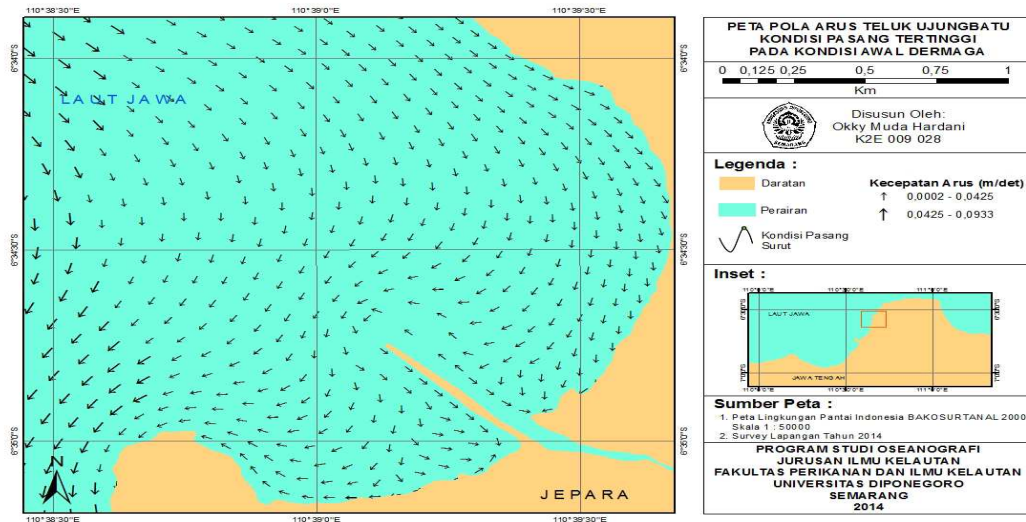 110°38'30"E 110°39'0"E 110°39'30"E
6°34'0"S 6°34'0"S
LAUT JAWA
6°34'30"S 6°34'30"S
6°35'0"S 6°35'0"S
N
JEPARA
110°38'30"E 110°39'0"E 110°39'30"E
PETA POLA ARUS TELUK UJUNGBATU
KONDISI PASANG TERTINGGI
PADA KONDISI AWAL DERMAGA
0 0,125 0,25 0,5 0,75 1
Km
Disusun Oleh:
Okky Muda Hardani
K2E 009 028
Legenda :
Daratan
Perairan
Kondisi Pasang
Surut
Kecepatan Arus (m/det)
0,0002 - 0,0425
0,0425 - 0,0933
Inset :
LAUT JAWA
JAWA TENGAH
Sumber Peta :
1. Peta Lingkungan Pantai Indonesia BAKOSURTANAL 2000
Skala 1 : 50000
2. Survey Lapangan Tahun 2014
PROGRAM STUDI OSEANOGRAFI
JURUSAN ILMU KELAUTAN
FAKULTAS PERIKANAN DAN ILMU KELAUTAN
UNIVERSITAS DIPONEGORO
SEMARANG
2014